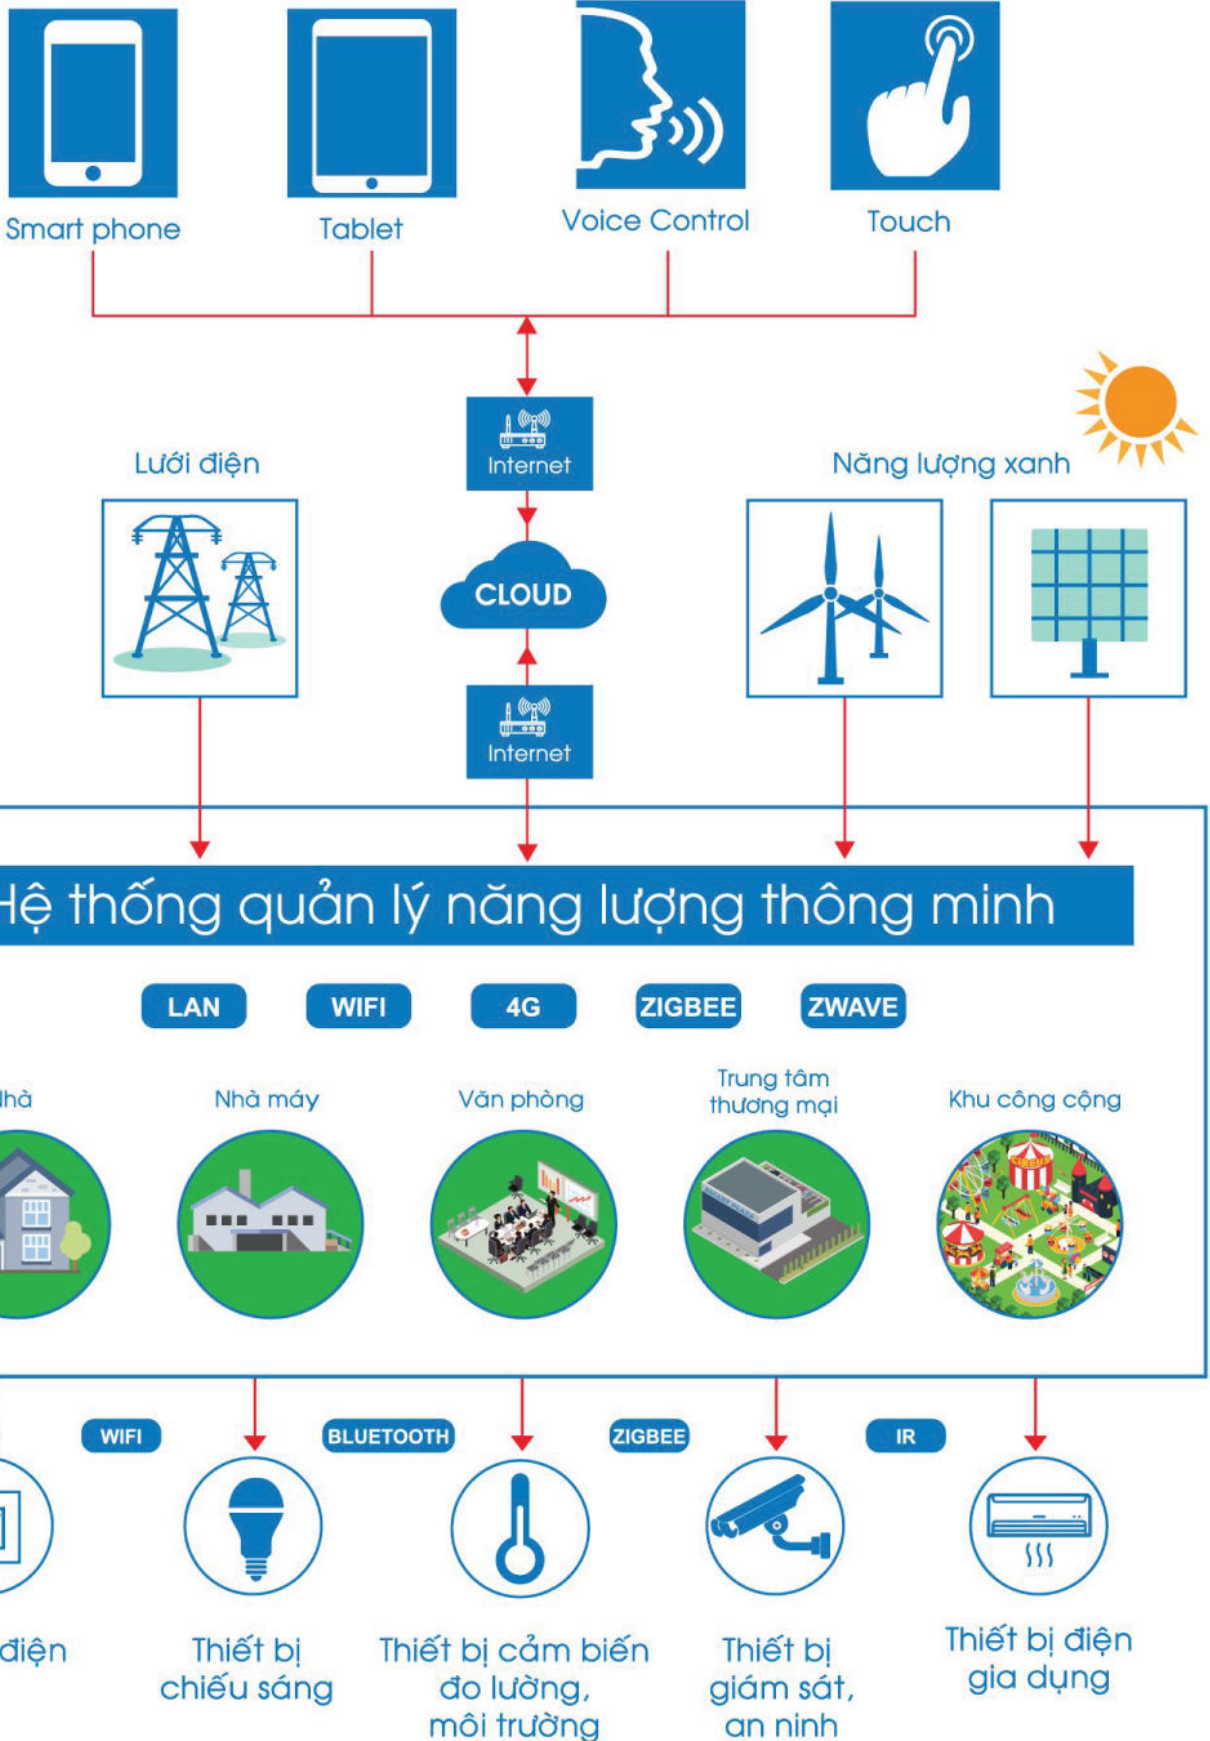 Smart phone
Tablet
Voice Control
Touch
Internet
Lưới điện
Năng lượng xanh
CLOUD
Internet
Hệ thống quản lý năng lượng thông minh
LAN
WIFI
4G
ZIGBEE
ZWAVE
Nhà
Nhà máy
Văn phòng
Trung tâm
thương mại
Khu công cộng
CIRCUS
WIFI
BLUETOOTH
ZIGBEE
IR
điện
Thiết bị
chiếu sáng
Thiết bị cảm biến
đo lường,
môi trường
Thiết bị
giám sát,
an ninh
Thiết bị điện
gia dụng